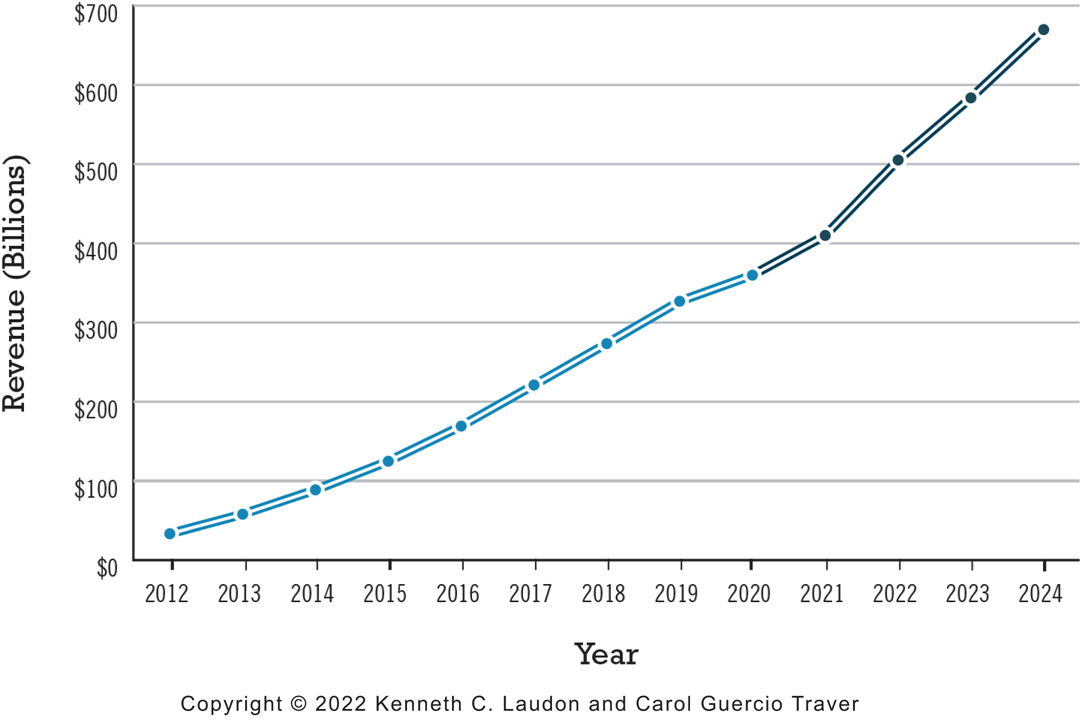 $700
$600
$500
$400
$300
$200
$100
$0
Revenue (Billions)
2012 2013 2014 2015 2016 2017 2018 2019 2020 2021 2022 2023 2024
Year
Copyright © 2022 Kenneth C. Laudon and Carol Guercio Traver